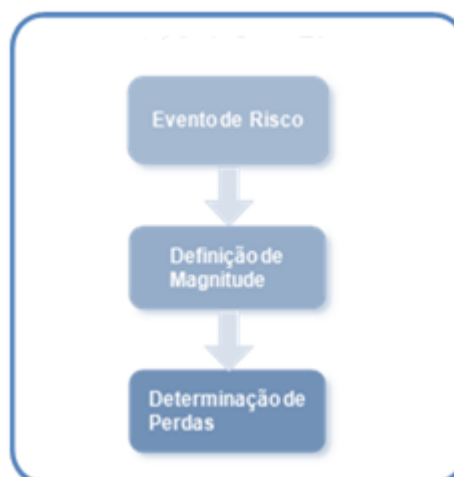 Evento de Risco
Definição de
Magnitude
Determinação de
Perdas